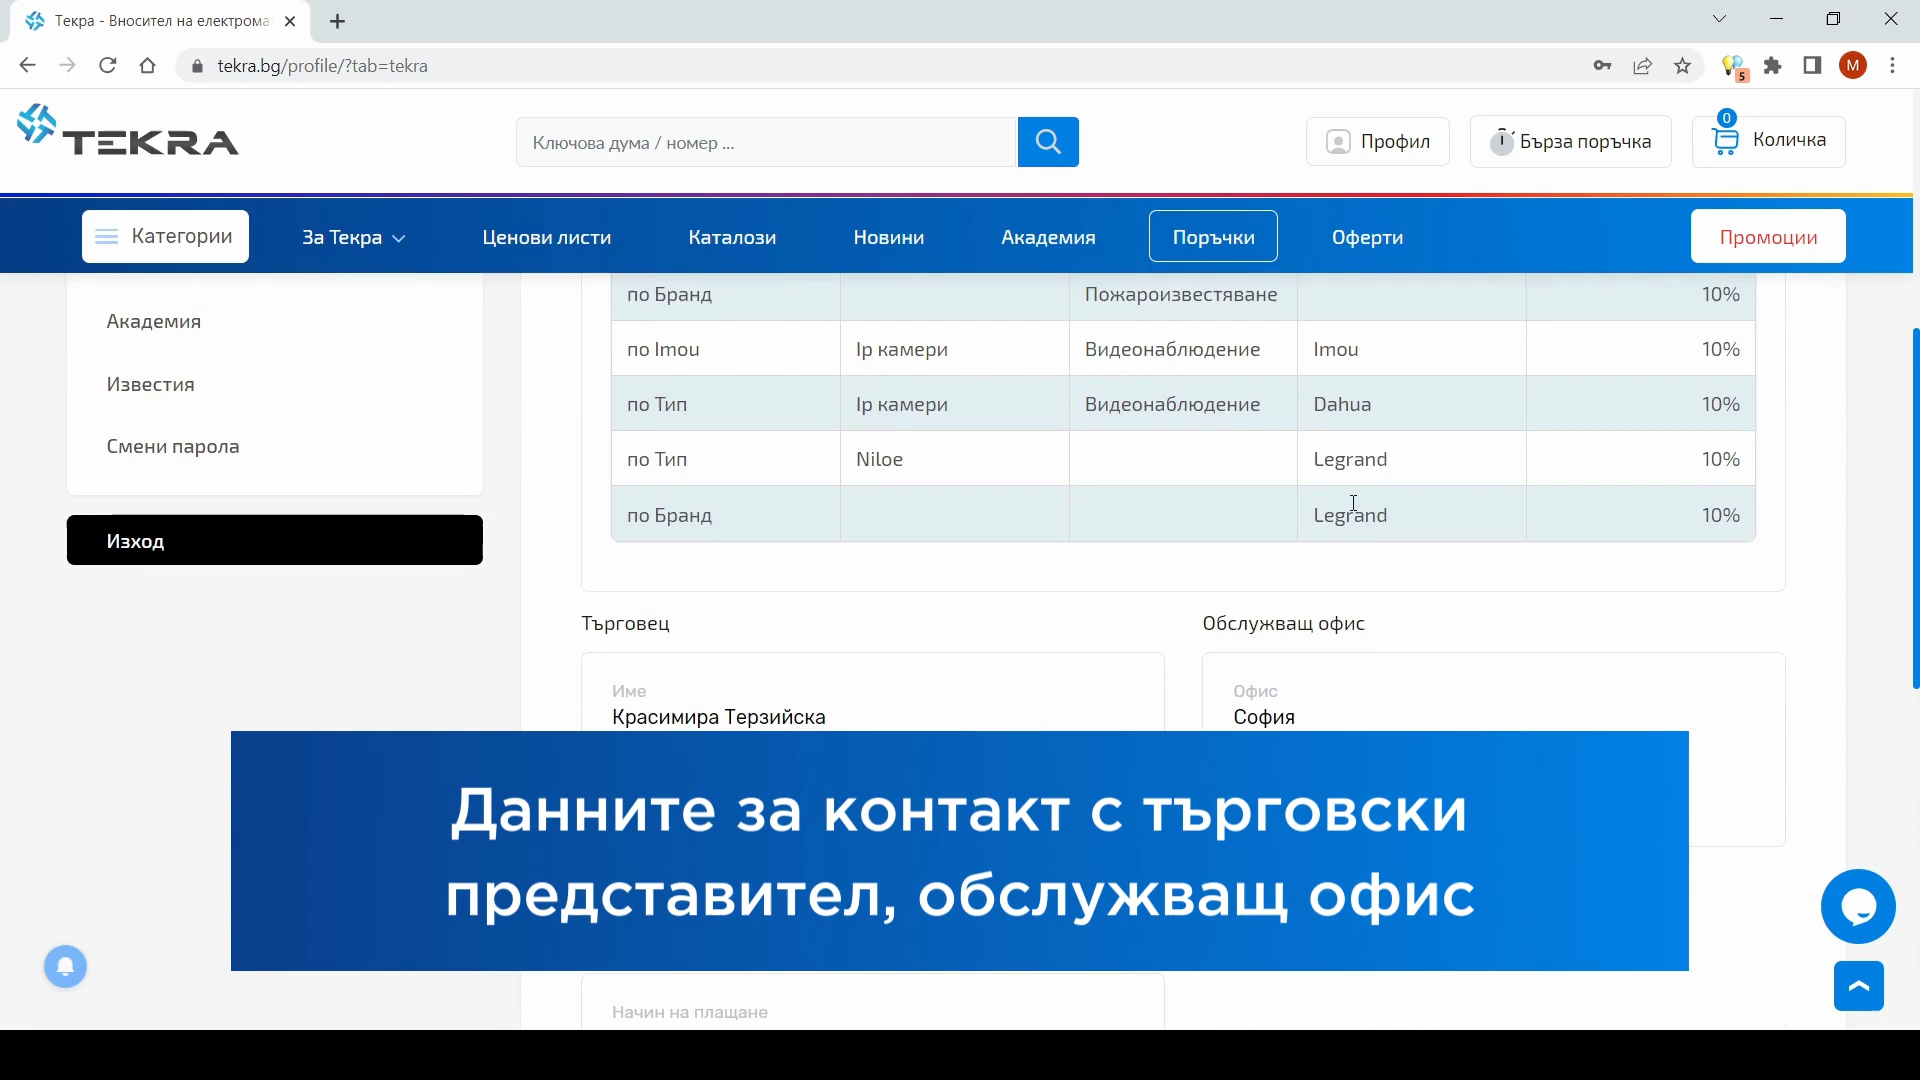 Текра - Вносител на електрома
tekra.bg/profile/?tab=tekra
5
M
TEKRA
Ключова дума / номер ...
Профил
Бърза поръчка
0
Количка
Категории
За Текра
Ценови листи
Каталози
Новини
Академия
Поръчки
Оферти
Промоции
Академия
Известия
Смени парола
Изход
по Бранд Пожароизвестяване 10%
по Imou Ip камери Видеонаблюдение Imou 10%
по Тип Ip камери Видеонаблюдение Dahua 10%
по Тип Niloe Legrand 10%
по Бранд Legrand 10%
Търговец
Име
Красимира Терзийска
Обслужващ офис
Офис
София
Данните за контакт с търговски
представител, обслужващ офис
Начин на плащане